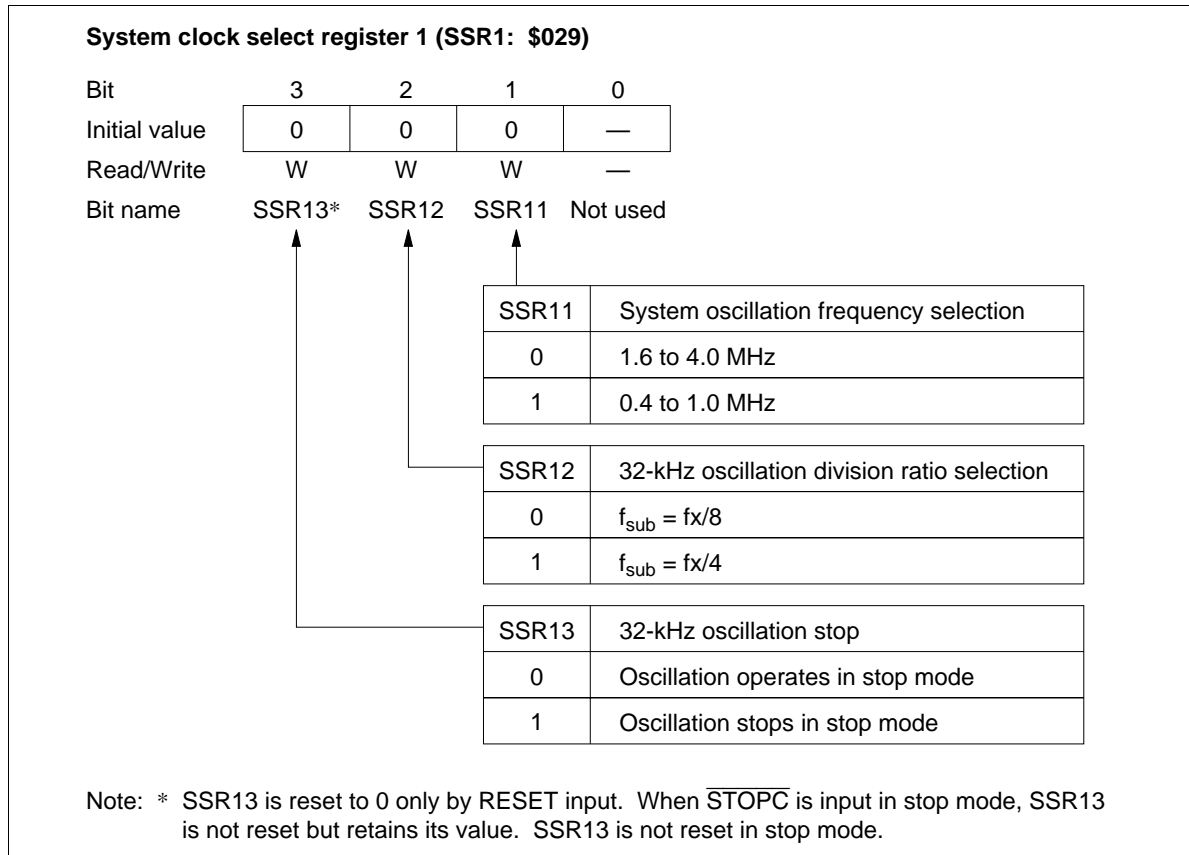 System clock select register 1 (SSR1: $029)
Bit 3 2 1 0
Initial value 0 0 0 —
Read/Write W W W —
Bit name SSR13* SSR12 SSR11 Not used
SSR11 System oscillation frequency selection
0 1.6 to 4.0 MHz
1 0.4 to 1.0 MHz
SSR12 32-kHz oscillation division ratio selection
0 fsub = fx/8
1 fsub = fx/4
SSR13 32-kHz oscillation stop
0 Oscillation operates in stop mode
1 Oscillation stops in stop mode
Note: * SSR13 is reset to 0 only by RESET input. When S̅T̅O̅P̅C̅ is input in stop mode, SSR13
is not reset but retains its value. SSR13 is not reset in stop mode.